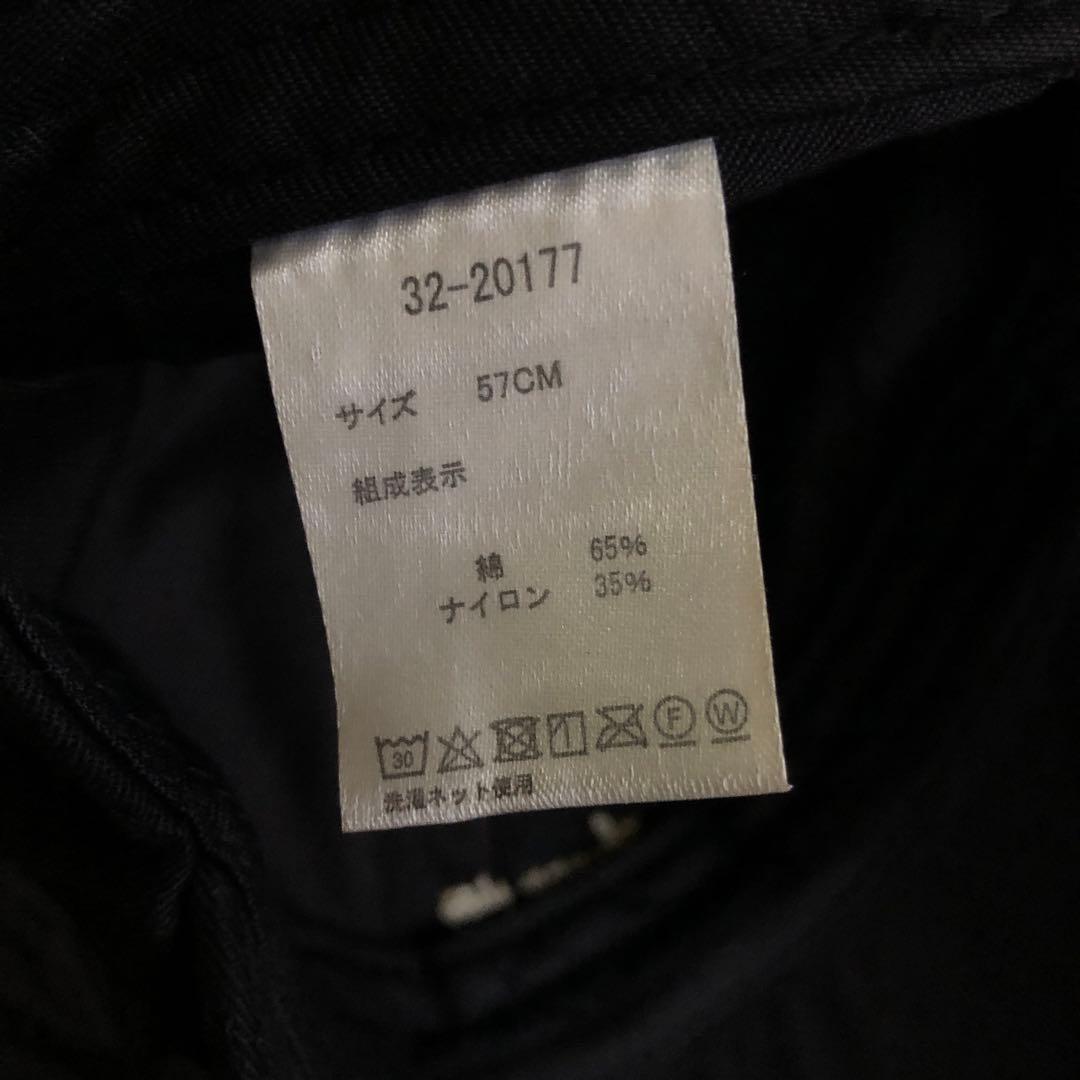 32-20177
サイズ 57CM
組成表示
綿 65%
ナイロン 35%
30 F W
洗濯ネット使用